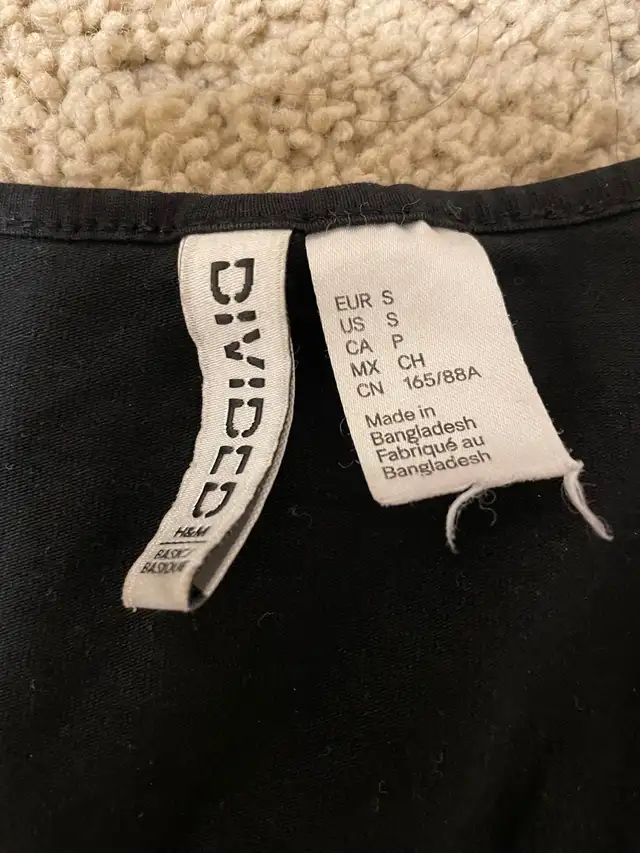 DIVIDED
H&M
BASIC/
BASIQUE
EUR S
US S
CA P
MX CH
CN 165/88A
Made in
Bangladesh
Fabriqué au
Bangladesh